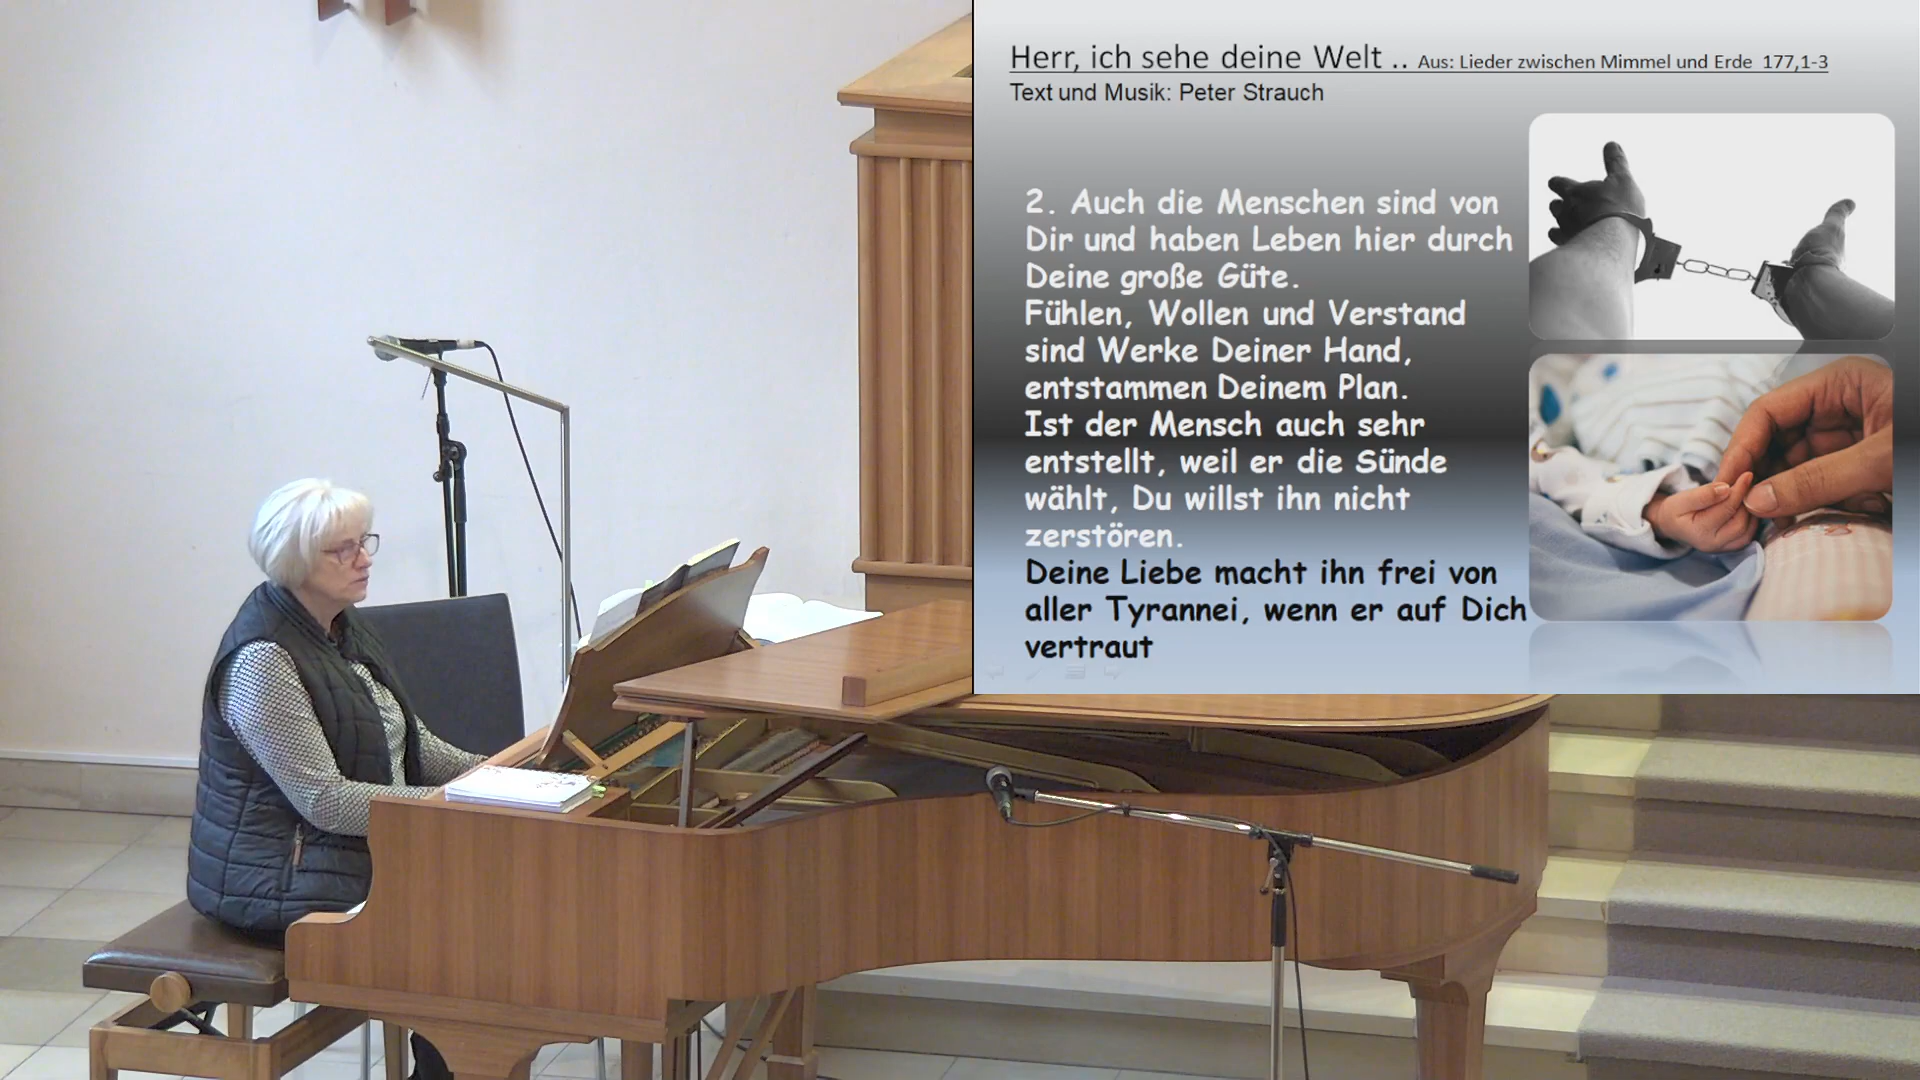 Herr, ich sehe deine Welt .. Aus: Lieder zwischen Mimmel und Erde 177,1-3
Text und Musik: Peter Strauch
2. Auch die Menschen sind von
Dir und haben Leben hier durch
Deine große Güte.
Fühlen, Wollen und Verstand
sind Werke Deiner Hand,
entstammen Deinem Plan.
Ist der Mensch auch sehr
entstellt, weil er die Sünde
wählt, Du willst ihn nicht
zerstören.
Deine Liebe macht ihn frei von
aller Tyrannei, wenn er auf Dich
vertraut